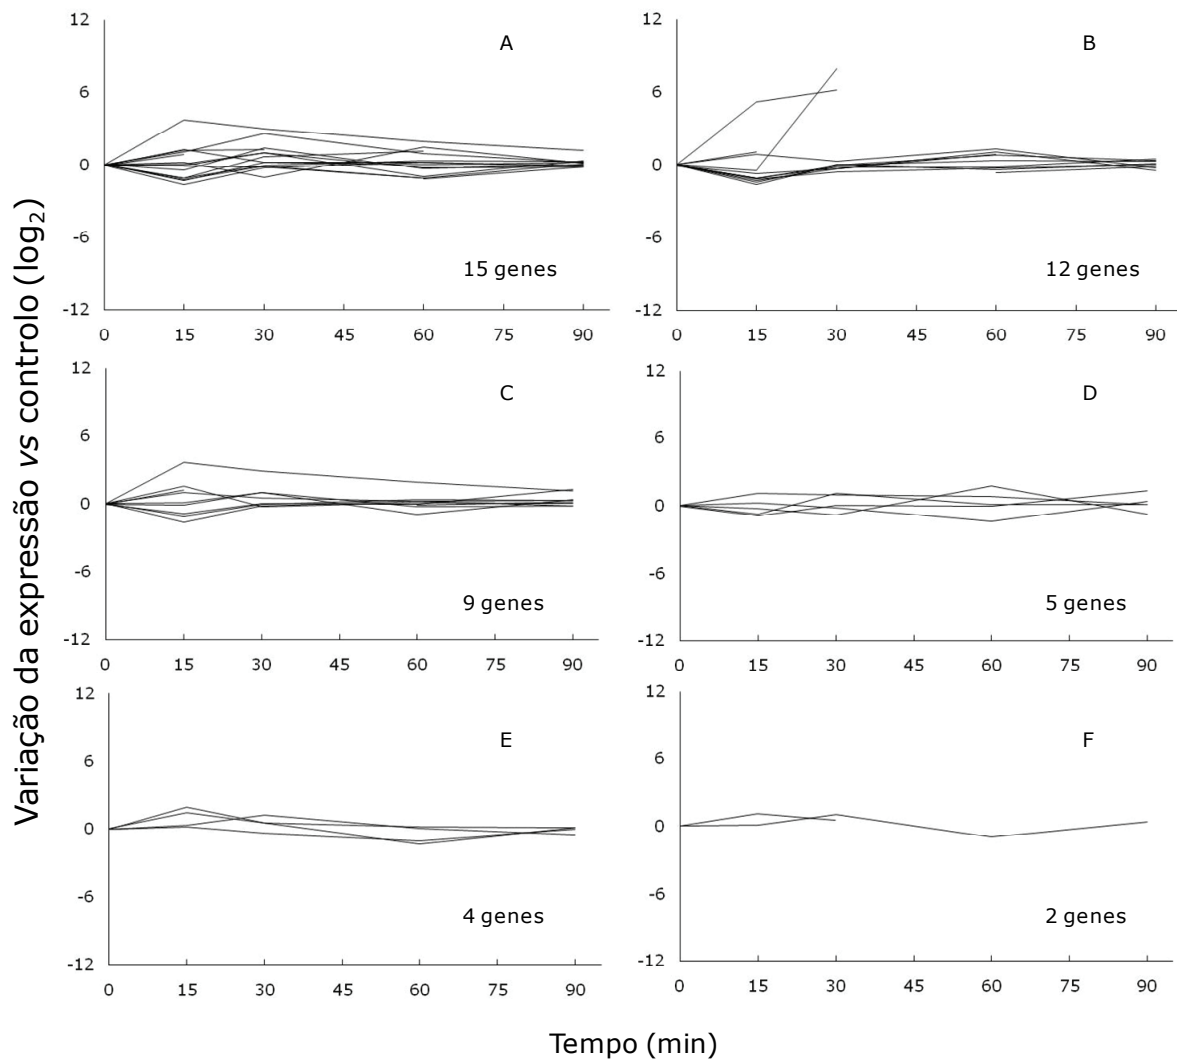 Variação da expressão vs controlo (log2)
12
6
0
-6
-12
A
15 genes
0 15 30 45 60 75 90
12
6
0
-6
-12
B
12 genes
0 15 30 45 60 75 90
12
6
0
-6
-12
C
9 genes
0 15 30 45 60 75 90
12
6
0
-6
-12
D
5 genes
0 15 30 45 60 75 90
12
6
0
-6
-12
E
4 genes
0 15 30 45 60 75 90
12
6
0
-6
-12
F
2 genes
0 15 30 45 60 75 90
Tempo (min)